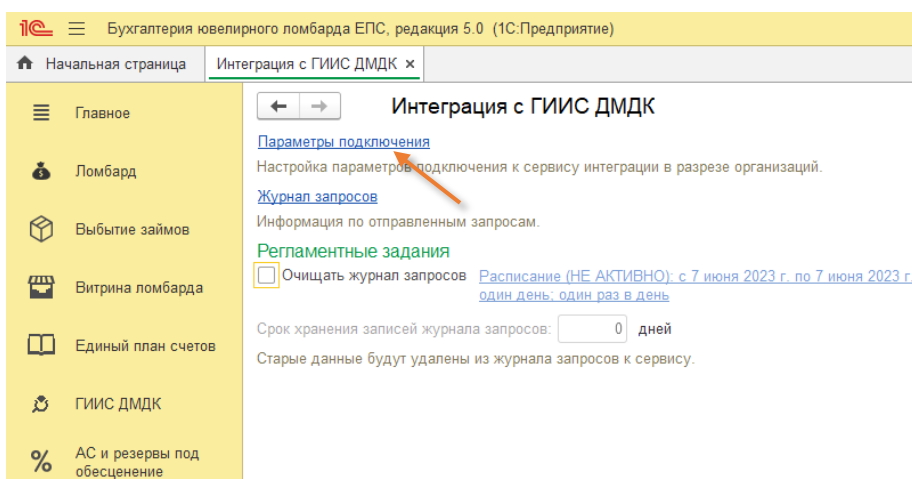 1С Бухгалтерия ювелирного ломбарда ЕПС, редакция 5.0 (1С:Предприятие)
Начальная страница Интеграция с ГИИС ДМДК ×
Главное
Ломбард
Выбытие займов
Витрина ломбарда
Единый план счетов
ГИИС ДМДК
АС и резервы под
обесценение
Интеграция с ГИИС ДМДК
Параметры подключения
Настройка параметров подключения к сервису интеграции в разрезе организаций.
Журнал запросов
Информация по отправленным запросам.
Регламентные задания
Очищать журнал запросов Расписание (НЕ АКТИВНО): с 7 июня 2023 г. по 7 июня 2023 г.
один день; один раз в день
Срок хранения записей журнала запросов: 0 дней
Старые данные будут удалены из журнала запросов к сервису.